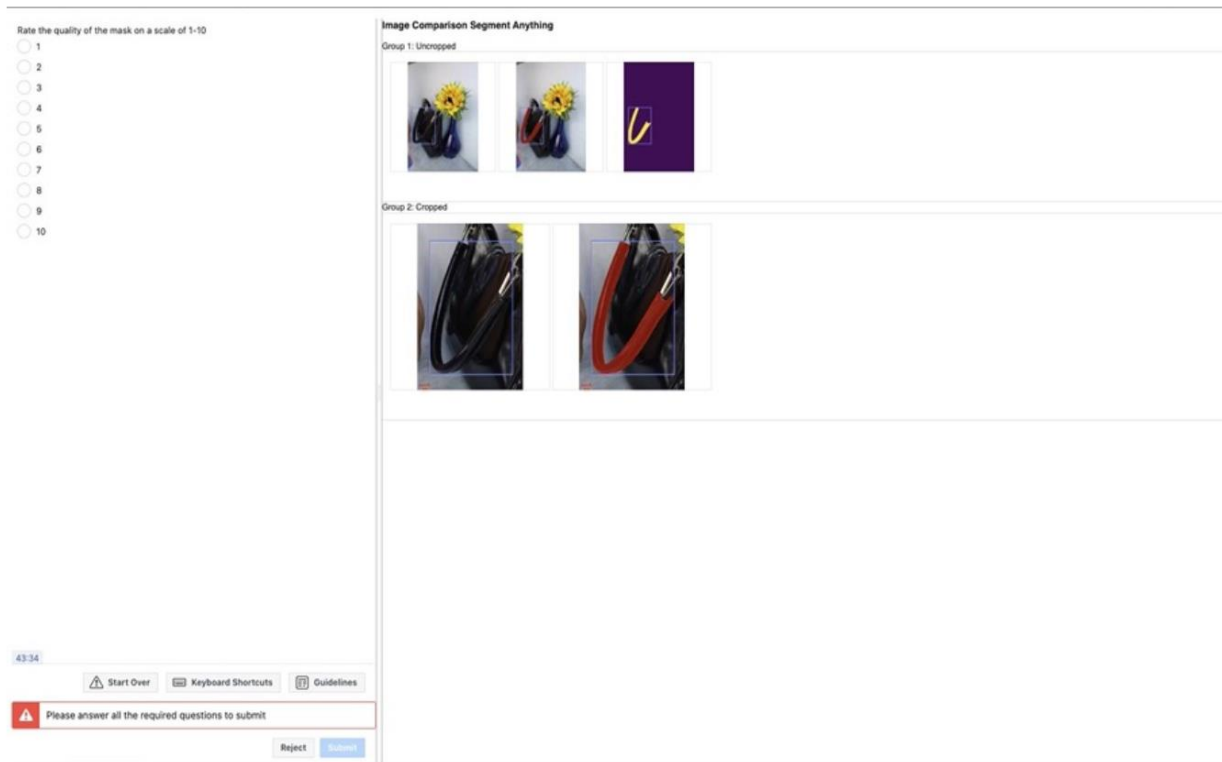 Rate the quality of the mask on a scale of 1-10
1
2
3
4
5
6
7
8
9
10
43:34
Start Over
Keyboard Shortcuts
Guidelines
Please answer all the required questions to submit
Reject
Submit
Image Comparison Segment Anything
Group 1: Uncropped
Group 2: Cropped